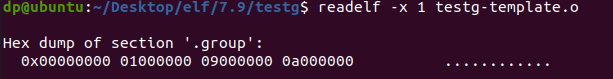 dp@ubuntu:~/Desktop/elf/7.9/testg$ readelf -x 1 testg-template.o
Hex dump of section '.group':
  0x00000000 01000000 09000000 0a000000          ............